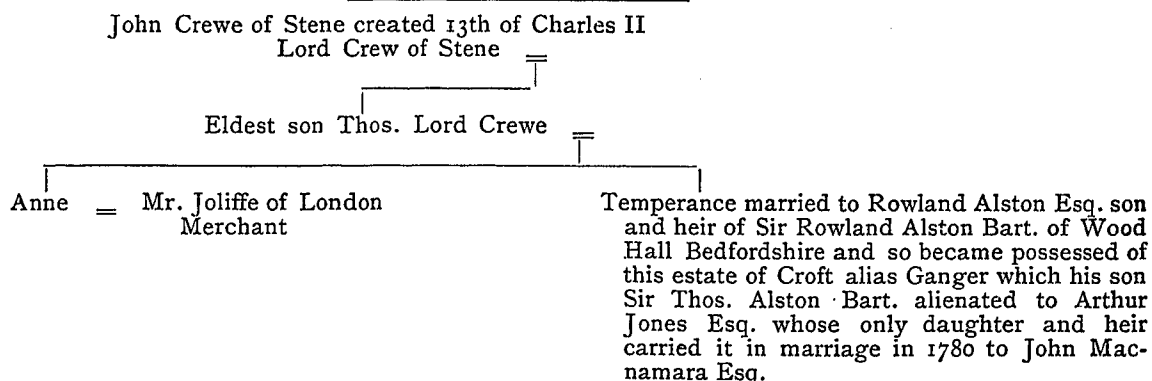 John Crewe of Stene created 13th of Charles II
Lord Crew of Stene =
Eldest son Thos. Lord Crewe =
Anne = Mr. Joliffe of London
Merchant
Temperance married to Rowland Alston Esq. son
and heir of Sir Rowland Alston Bart. of Wood
Hall Bedfordshire and so became possessed of
this estate of Croft alias Ganger which his son
Sir Thos. Alston Bart. alienated to Arthur
Jones Esq. whose only daughter and heir
carried it in marriage in 1780 to John Mac-
namara Esq.